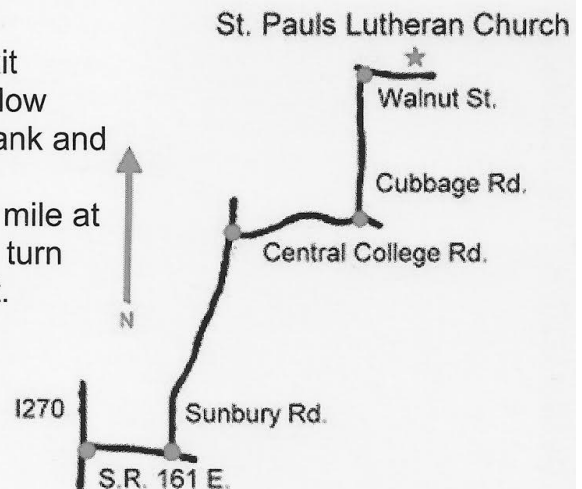 St. Pauls Lutheran Church
it
low
ank and
mile at
turn
Walnut St.
Cubbage Rd.
Central College Rd.
N
I270
Sunbury Rd.
S.R. 161 E.